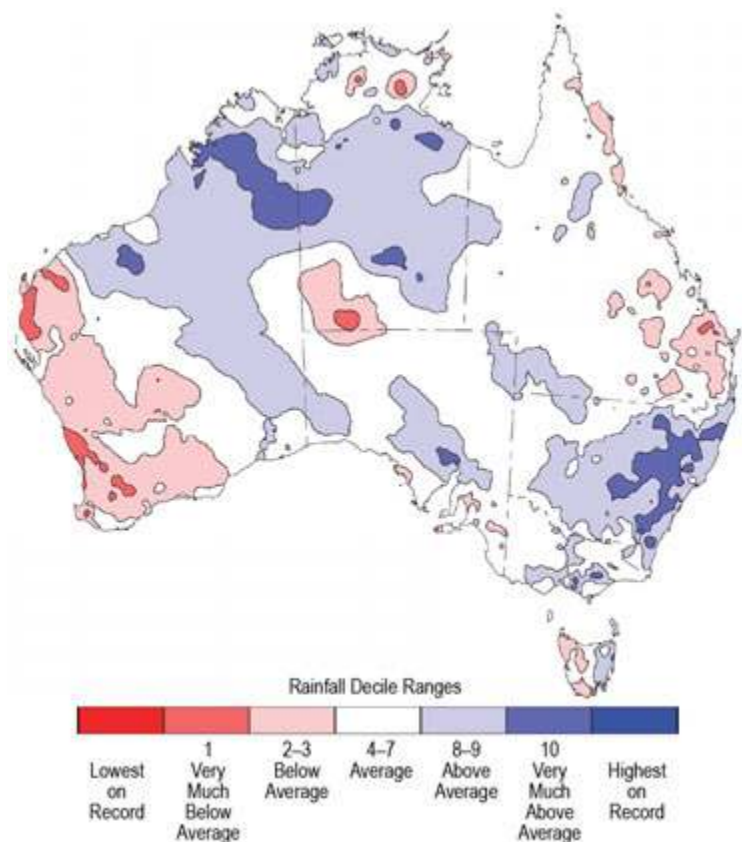 Rainfall Decile Ranges
Lowest on Record
1 Very Much Below Average
2–3 Below Average
4–7 Average
8–9 Above Average
10 Very Much Above Average
Highest on Record